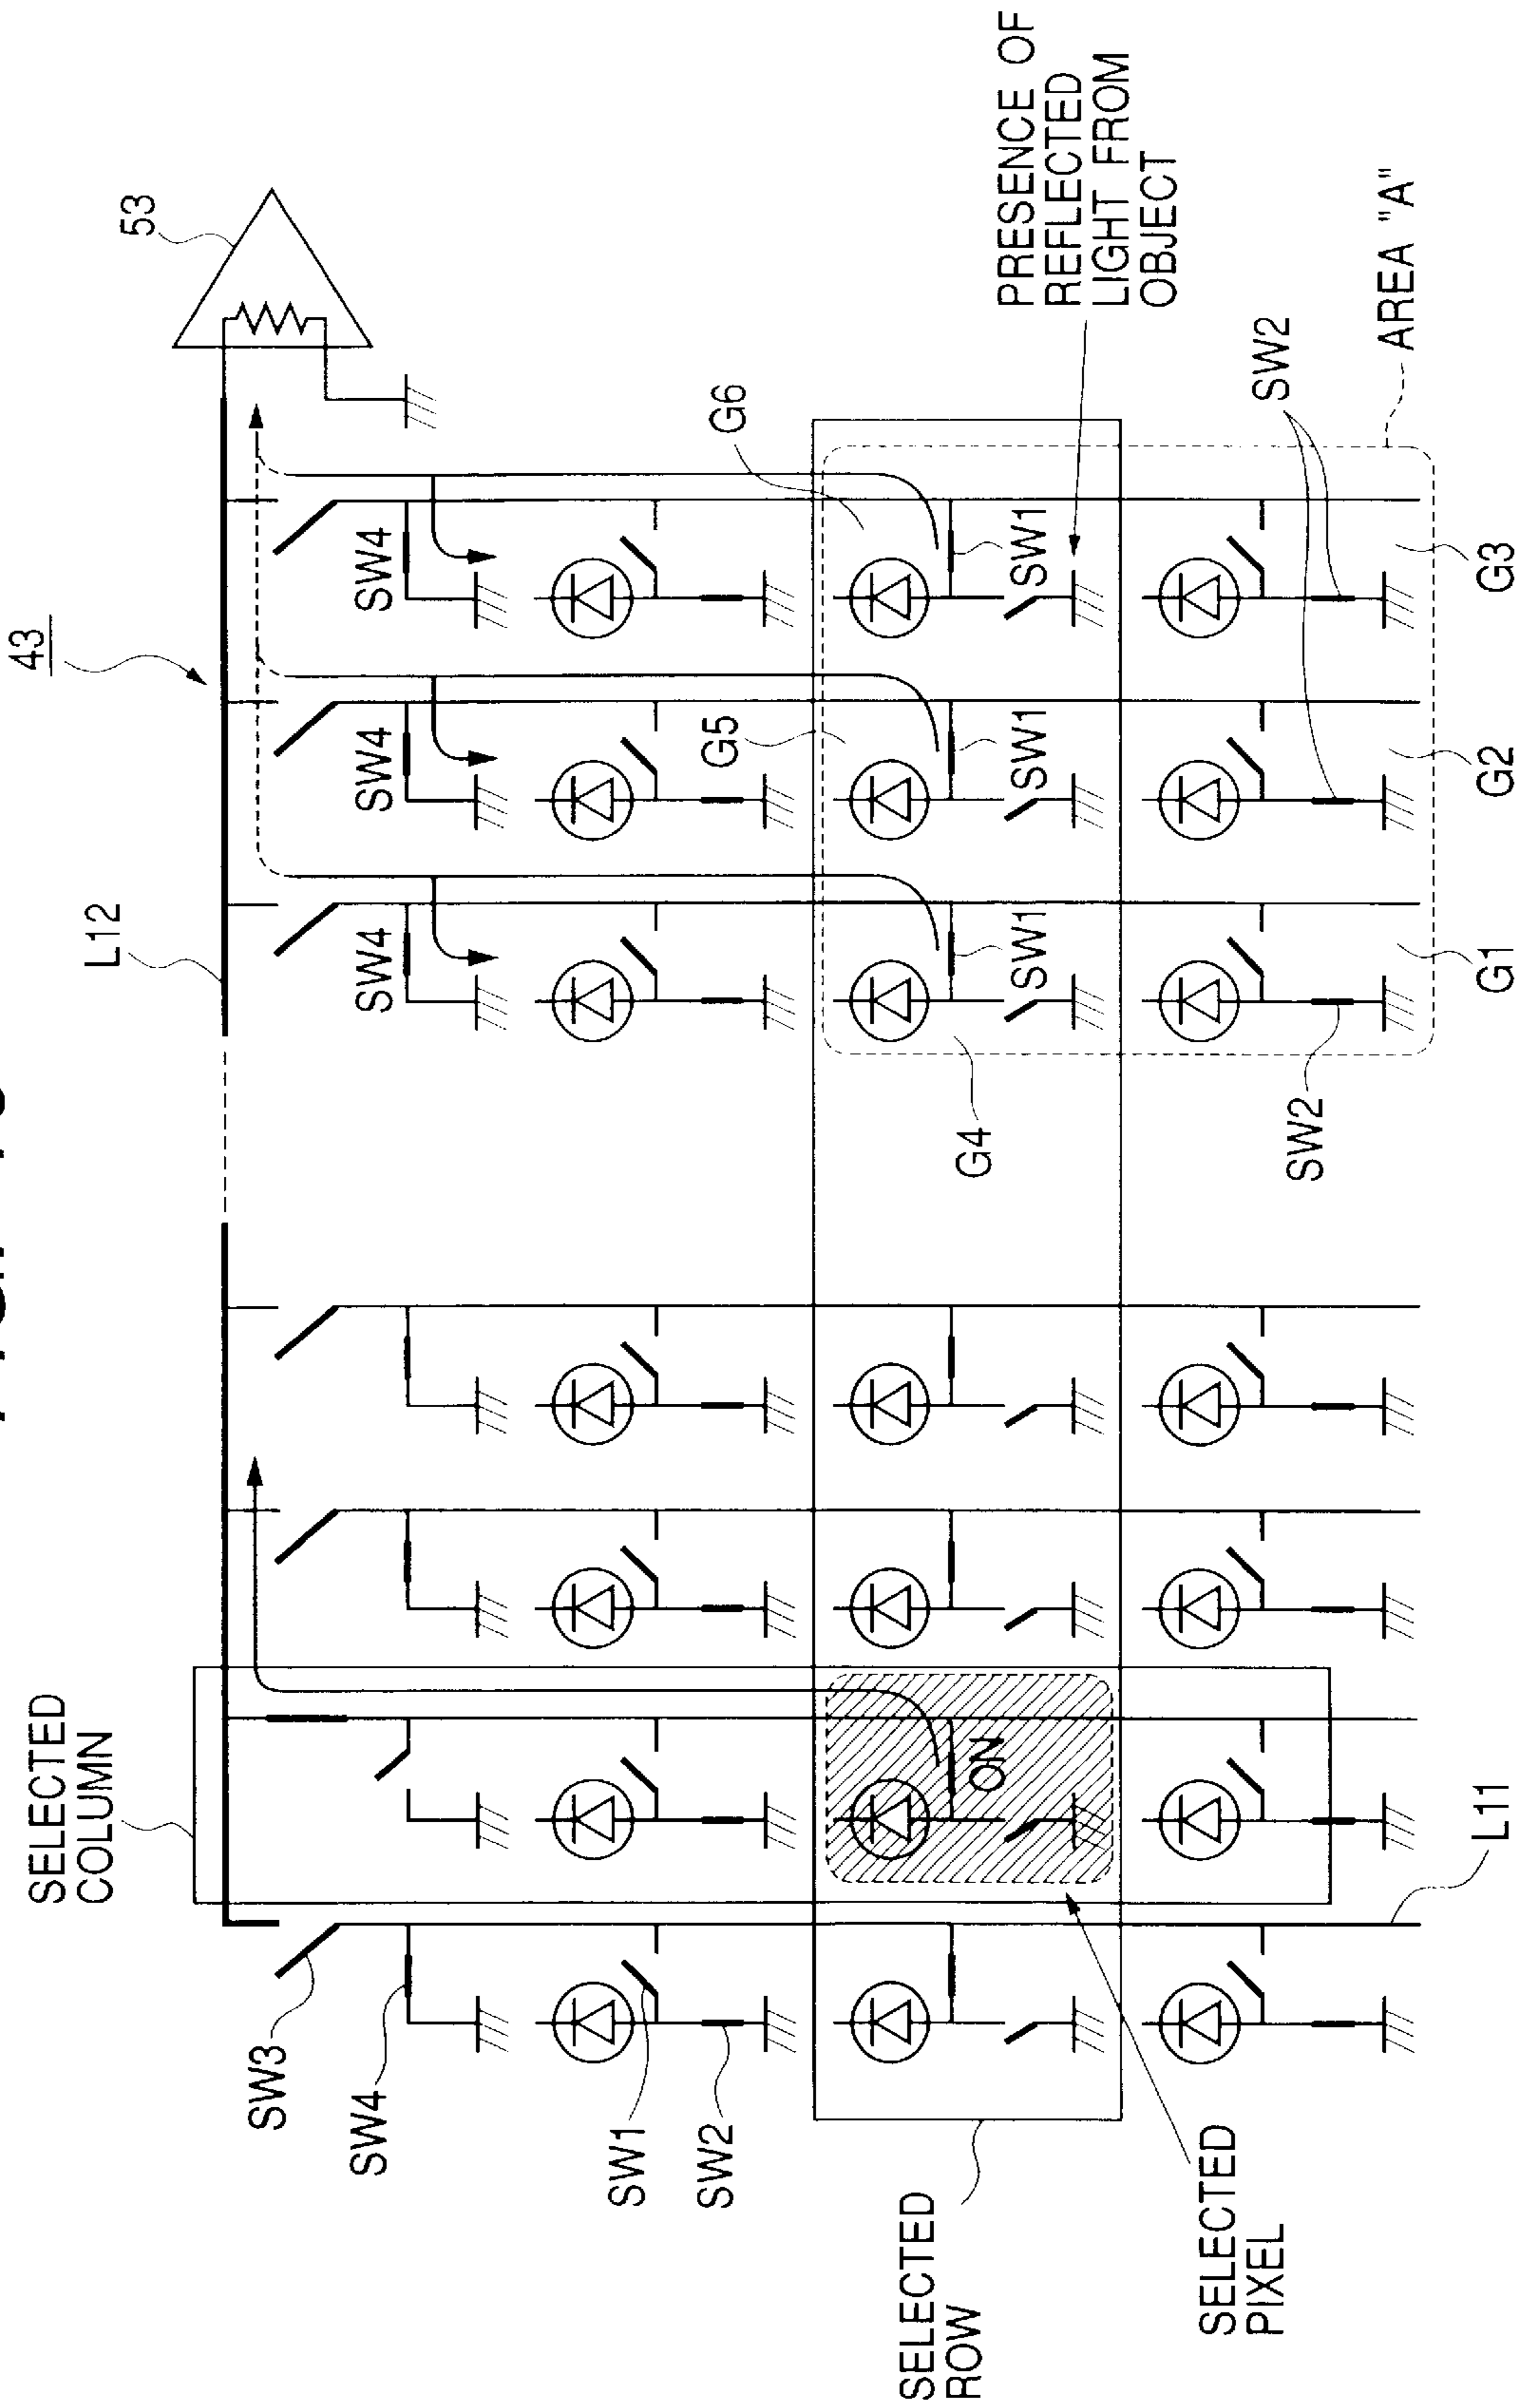 43
SELECTED
COLUMN
L12
53
SW3
SW4
SW4
SW4
SW4
SW1
SW2
G5
G6
SELECTED
ROW
G4
ON
SW1
SW1
SW1
PRESENCE OF
REFLECTED
LIGHT FROM
OBJECT
SELECTED
PIXEL
SW2
SW2
AREA "A"
L11
G1
G2
G3